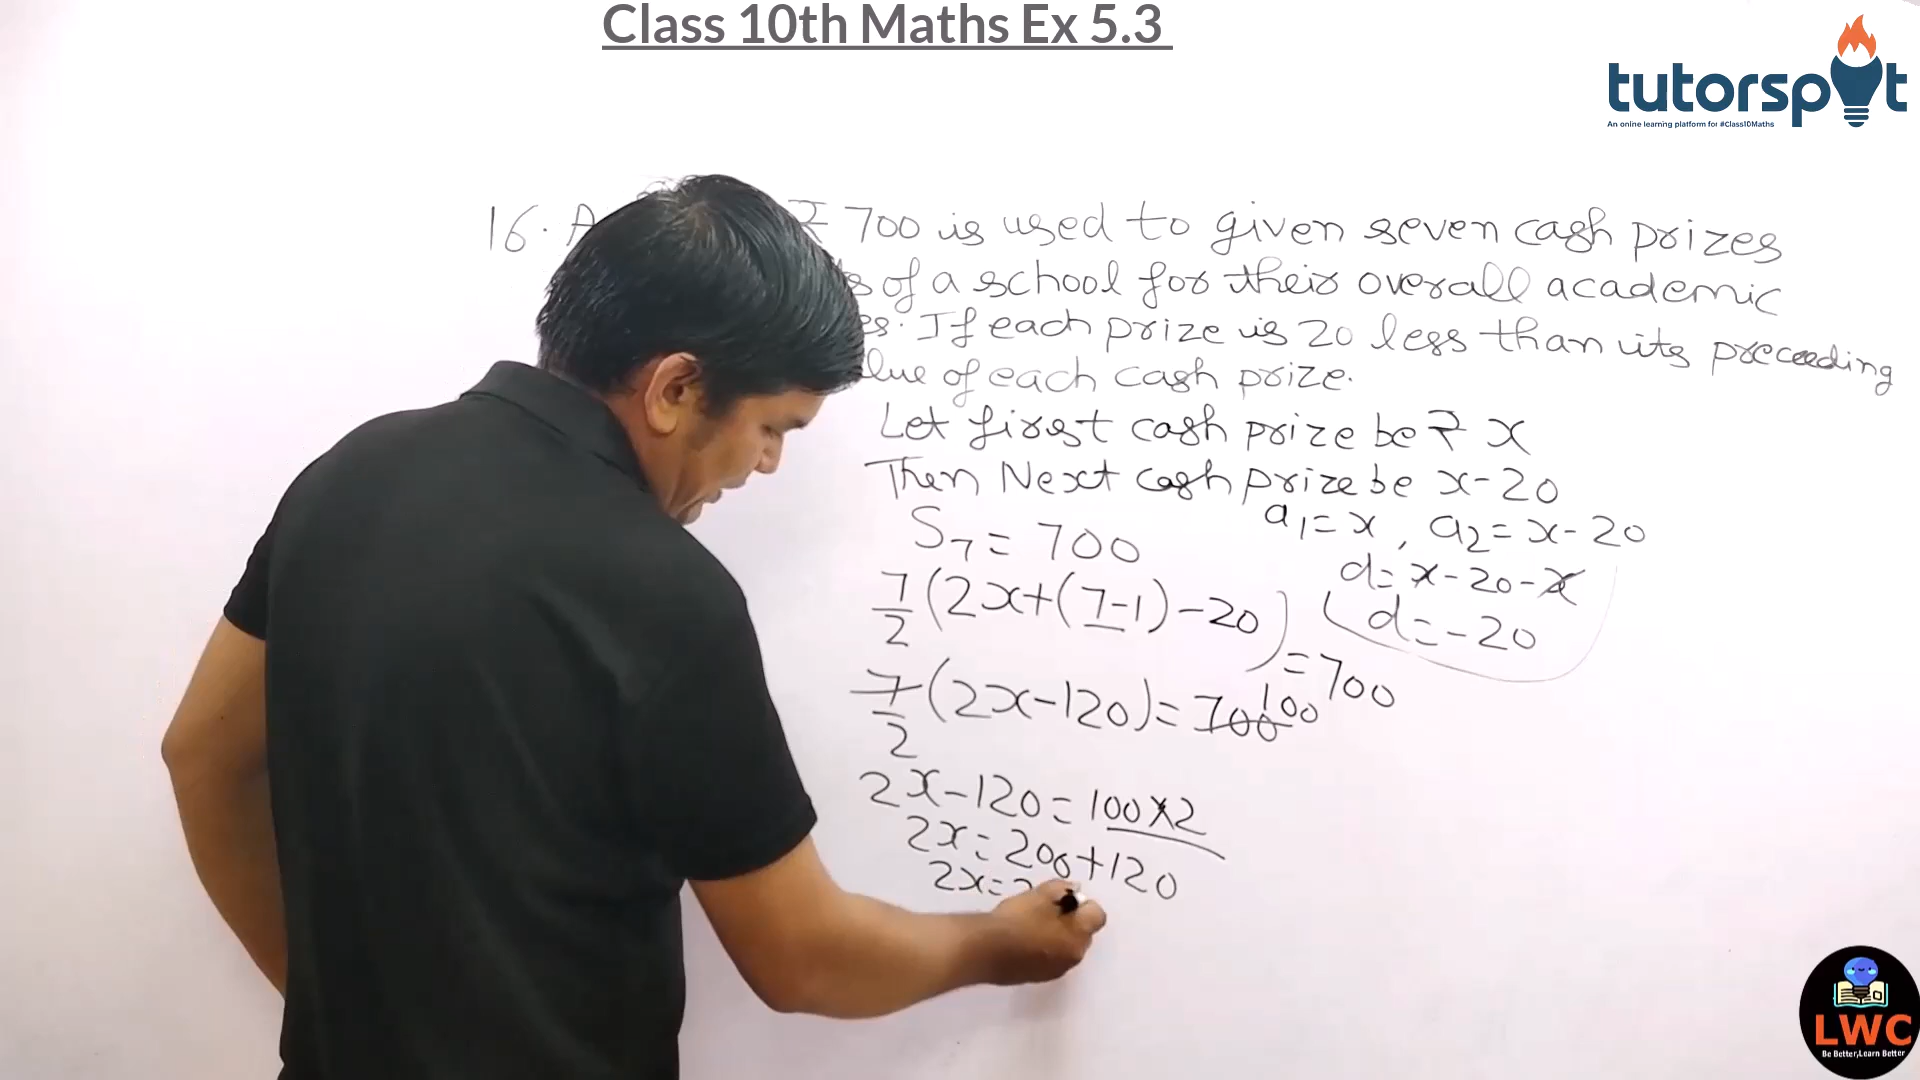 Class 10th Maths Ex 5.3
tutorspot
An online learning platform for #Class10Maths
16. A ₹ 700 is used to given seven cash prizes
of a school for their overall academic
If each prize is 20 less than its preceeding
of each cash prize.
Let first cash prize be ₹ x
Then Next cash prize be x-20
a₁=x, a₂=x-20
S₇=700
d=x-20-x
d=-20
7/2(2x+(7-1)-20)=700
7/2(2x-120)=700 100
2x-120=100×2
2x=200+120
2x=
LWC
Be Better,Learn Better